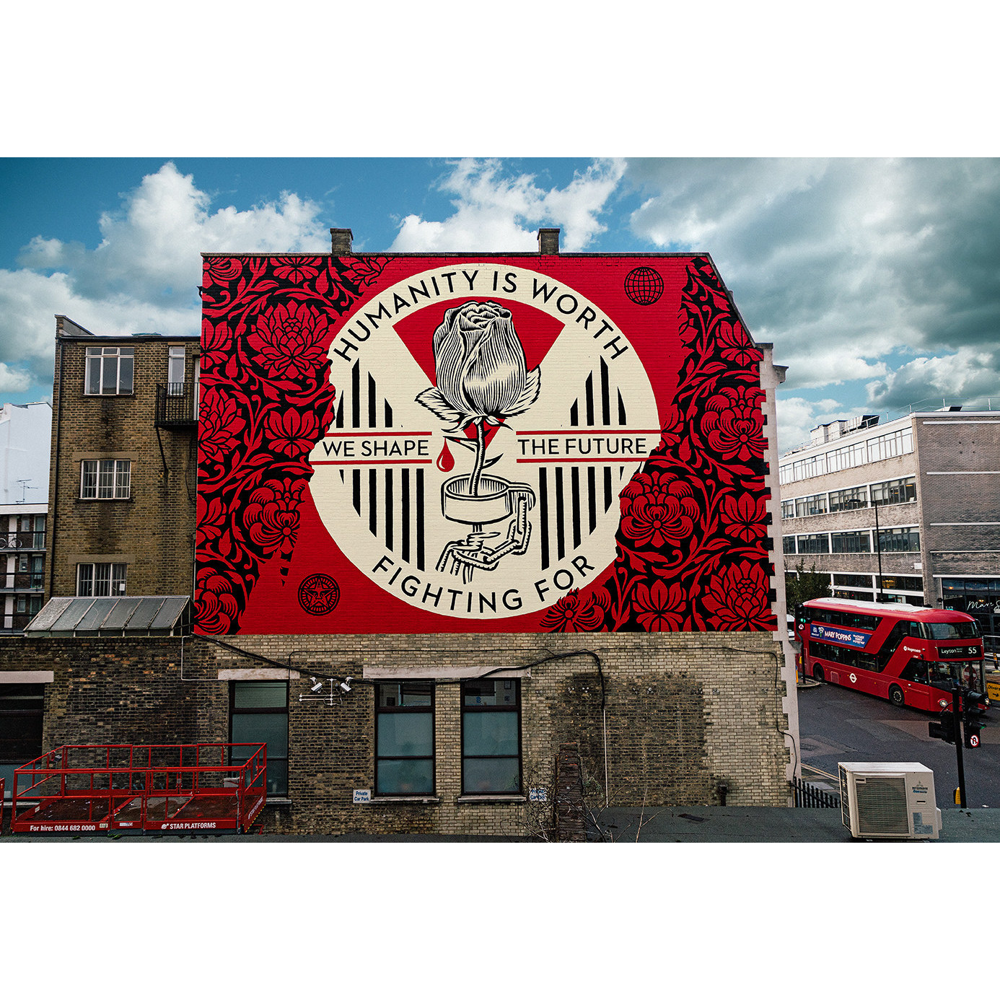 HUMANITY IS WORTH
WE SHAPE THE FUTURE
FIGHTING FOR
MARY POPPINS
Leyton 55
Stagecoach
Private
Car Park
For hire: 0844 682 0000
STAR PLATFORMS